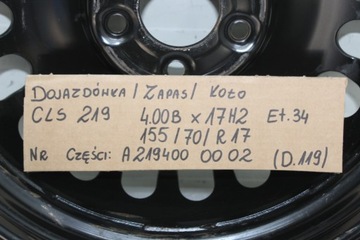 DOJAZDÓWKA / ZAPAS / KOŁO
CLS 219 4.00B x 17H2 Et.34
155/70/R17
NR CZĘŚCI: A219400 00 02 (D.119)